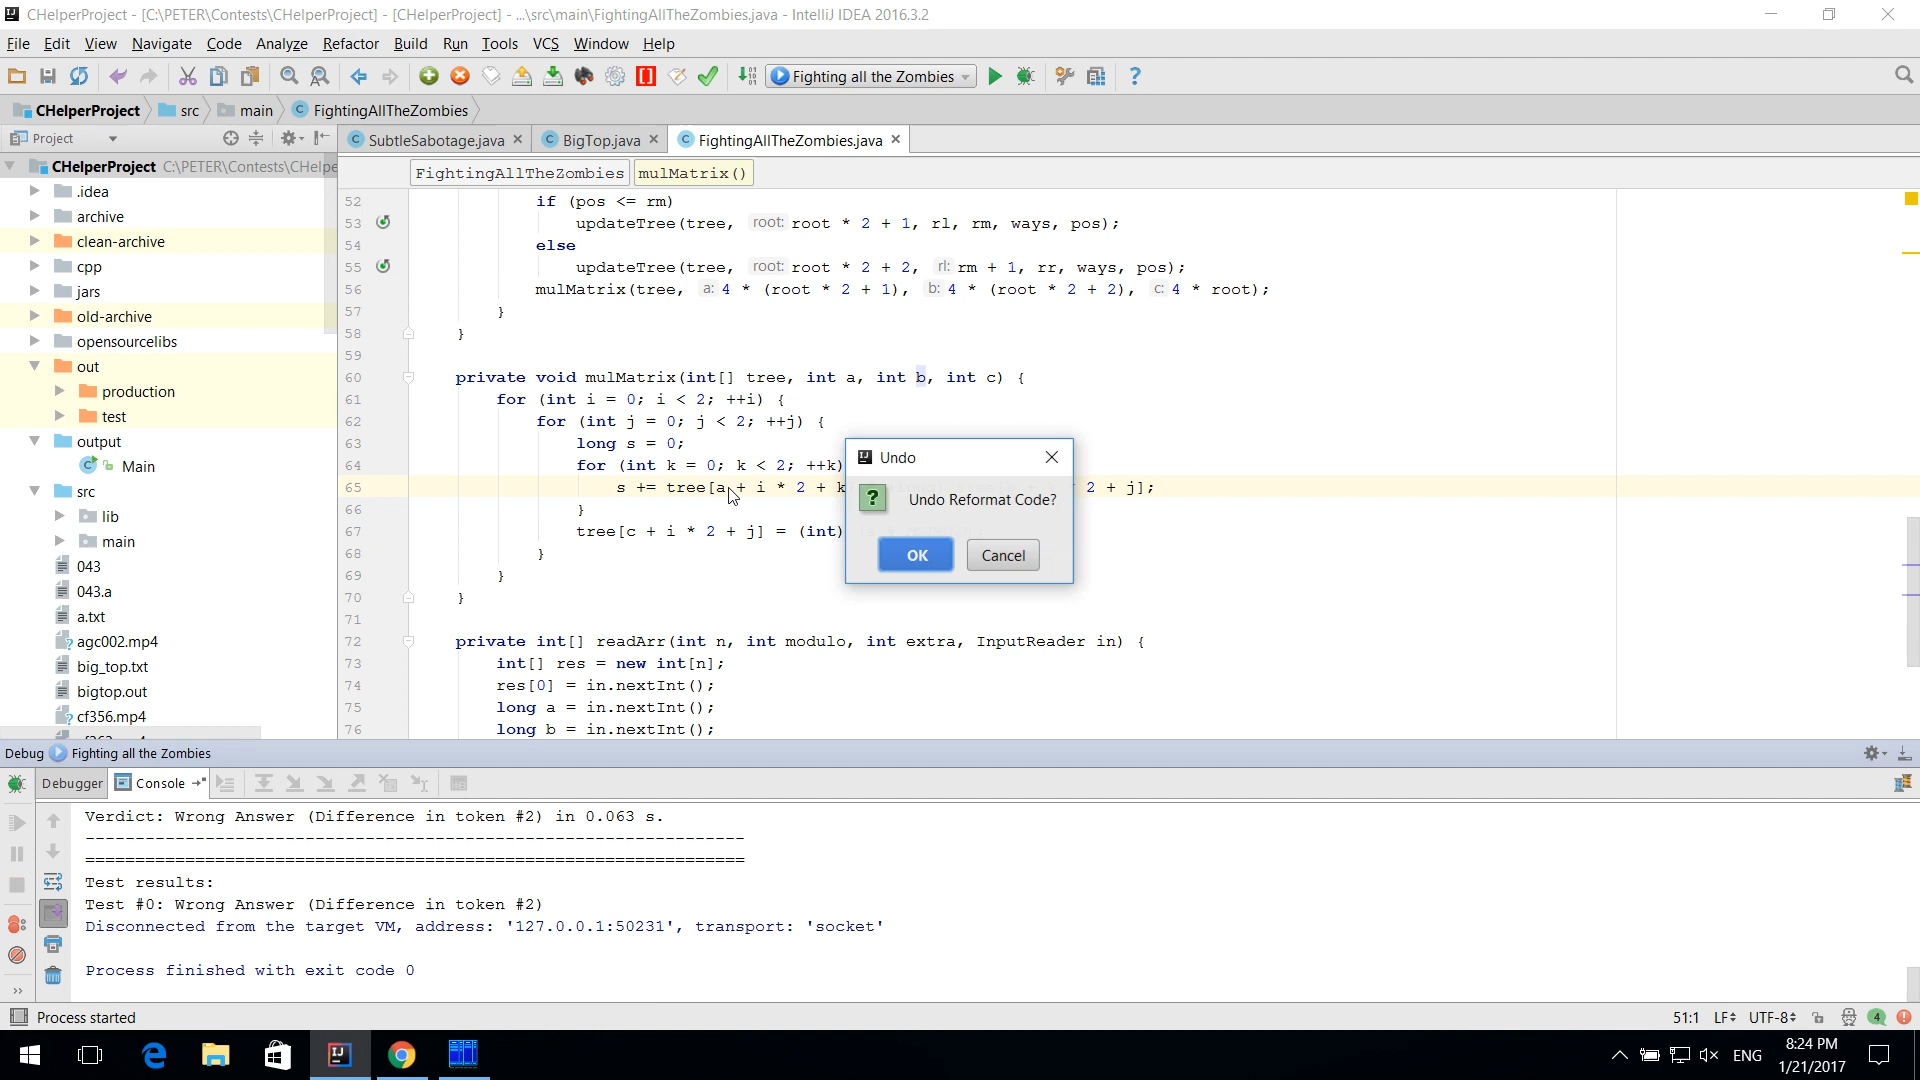 CHelperProject - [C:\PETER\Contests\CHelperProject] - [CHelperProject] - ...\src\main\FightingAllTheZombies.java - IntelliJ IDEA 2016.3.2
File Edit View Navigate Code Analyze Refactor Build Run Tools VCS Window Help
Fighting all the Zombies
CHelperProject src main FightingAllTheZombies
Project
SubtleSabotage.java BigTop.java FightingAllTheZombies.java
CHelperProject C:\PETER\Contests\CHelpe
.idea
archive
clean-archive
cpp
jars
old-archive
opensourcelibs
out
production
test
output
Main
src
lib
main
043
043.a
a.txt
agc002.mp4
big_top.txt
bigtop.out
cf356.mp4
FightingAllTheZombies mulMatrix()
52 if (pos <= rm)
53 updateTree(tree, root: root * 2 + 1, rl, rm, ways, pos);
54 else
55 updateTree(tree, root: root * 2 + 2, rl: rm + 1, rr, ways, pos);
56 mulMatrix(tree, a: 4 * (root * 2 + 1), b: 4 * (root * 2 + 2), c: 4 * root);
57 }
58 }
59
60 private void mulMatrix(int[] tree, int a, int b, int c) {
61 for (int i = 0; i < 2; ++i) {
62 for (int j = 0; j < 2; ++j) {
63 long s = 0;
64 for (int k = 0; k < 2; ++k)
65 s += tree[a + i * 2 + k 2 + j];
66 }
67 tree[c + i * 2 + j] = (int)
68 }
69 }
70 }
71
72 private int[] readArr(int n, int modulo, int extra, InputReader in) {
73 int[] res = new int[n];
74 res[0] = in.nextInt();
75 long a = in.nextInt();
76 long b = in.nextInt();
Undo
Undo Reformat Code?
OK Cancel
Debug Fighting all the Zombies
Debugger Console
Verdict: Wrong Answer (Difference in token #2) in 0.063 s.
------------------------------------------------------------------
==================================================================
Test results:
Test #0: Wrong Answer (Difference in token #2)
Disconnected from the target VM, address: '127.0.0.1:50231', transport: 'socket'
Process finished with exit code 0
Process started
51:1 LF UTF-8 4
ENG
8:24 PM
1/21/2017